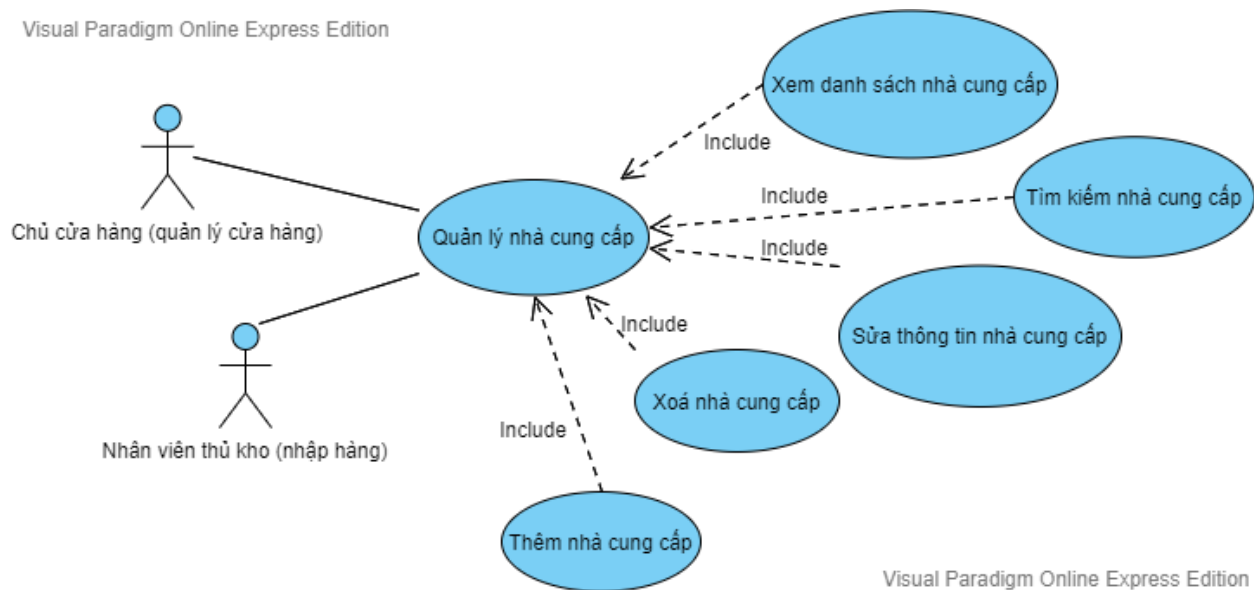 Visual Paradigm Online Express Edition
Xem danh sách nhà cung cấp
Include
Chủ cửa hàng (quản lý cửa hàng)
Include
Tìm kiếm nhà cung cấp
Quản lý nhà cung cấp
Include
Include
Sửa thông tin nhà cung cấp
Xoá nhà cung cấp
Nhân viên thủ kho (nhập hàng)
Include
Thêm nhà cung cấp
Visual Paradigm Online Express Edition